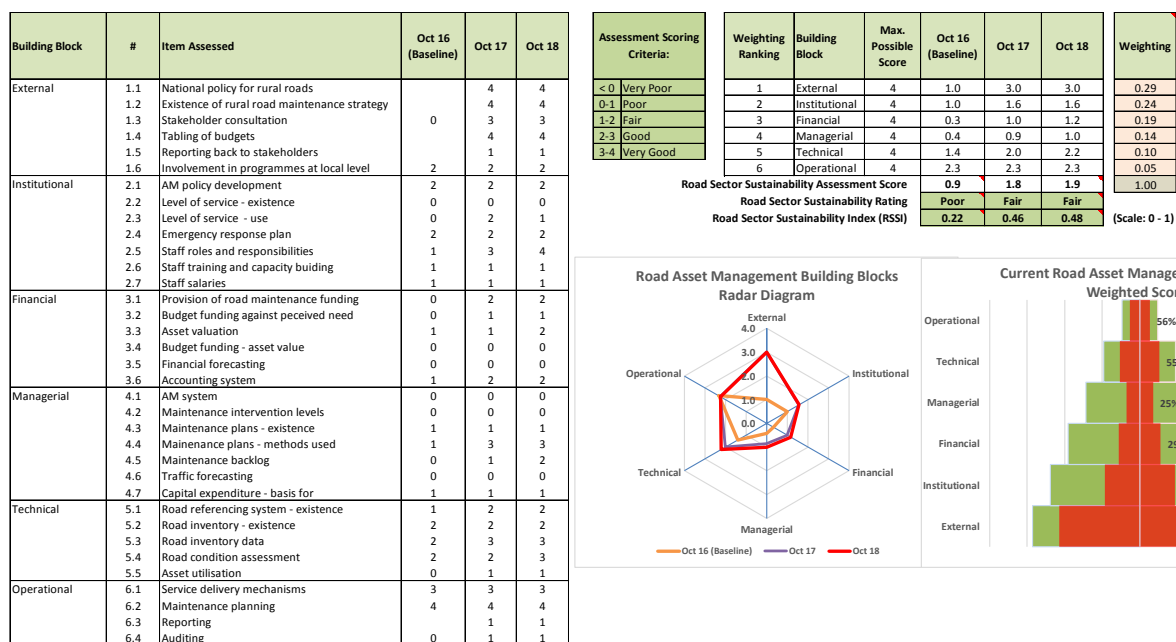 Building Block # Item Assessed Oct 16 (Baseline) Oct 17 Oct 18
External 1.1 National policy for rural roads 4 4
1.2 Existence of rural road maintenance strategy 4 4
1.3 Stakeholder consultation 0 3 3
1.4 Tabling of budgets 4 4
1.5 Reporting back to stakeholders 1 1
1.6 Involvement in programmes at local level 2 2 2
Institutional 2.1 AM policy development 2 2 2
2.2 Level of service - existence 0 0 0
2.3 Level of service - use 0 2 1
2.4 Emergency response plan 2 2 2
2.5 Staff roles and responsibilities 1 3 4
2.6 Staff training and capacity buiding 1 1 1
2.7 Staff salaries 1 1 1
Financial 3.1 Provision of road maintenance funding 0 2 2
3.2 Budget funding against peceived need 0 1 1
3.3 Asset valuation 1 1 2
3.4 Budget funding - asset value 0 0 0
3.5 Financial forecasting 0 0 0
3.6 Accounting system 1 2 2
Managerial 4.1 AM system 0 0 0
4.2 Maintenance intervention levels 0 0 0
4.3 Maintenance plans - existence 1 1 1
4.4 Mainenance plans - methods used 1 3 3
4.5 Maintenance backlog 0 1 2
4.6 Traffic forecasting 0 0 0
4.7 Capital expenditure - basis for 1 1 1
Technical 5.1 Road referencing system - existence 1 2 2
5.2 Road inventory - existence 2 2 2
5.3 Road inventory data 2 3 3
5.4 Road condition assessment 2 2 3
5.5 Asset utilisation 0 1 1
Operational 6.1 Service delivery mechanisms 3 3 3
6.2 Maintenance planning 4 4 4
6.3 Reporting 1 1
6.4 Auditing 0 1 1
Assessment Scoring Criteria:
< 0 Very Poor
0-1 Poor
1-2 Fair
2-3 Good
3-4 Very Good
Weighting Ranking Building Block Max. Possible Score Oct 16 (Baseline) Oct 17 Oct 18 Weighting
1 External 4 1.0 3.0 3.0 0.29
2 Institutional 4 1.0 1.6 1.6 0.24
3 Financial 4 0.3 1.0 1.2 0.19
4 Managerial 4 0.4 0.9 1.0 0.14
5 Technical 4 1.4 2.0 2.2 0.10
6 Operational 4 2.3 2.3 2.3 0.05
Road Sector Sustainability Assessment Score 0.9 1.8 1.9 1.00
Road Sector Sustainability Rating Poor Fair Fair
Road Sector Sustainability Index (RSSI) 0.22 0.46 0.48 (Scale: 0 - 1)
Road Asset Management Building Blocks
Radar Diagram
External
4.0
3.0
2.0
1.0
0.0
Operational
Institutional
Technical
Financial
Managerial
Oct 16 (Baseline) Oct 17 Oct 18
Current Road Asset Manage
Weighted Scor
Operational 56%
Technical 55
Managerial 25%
Financial 29
Institutional
External